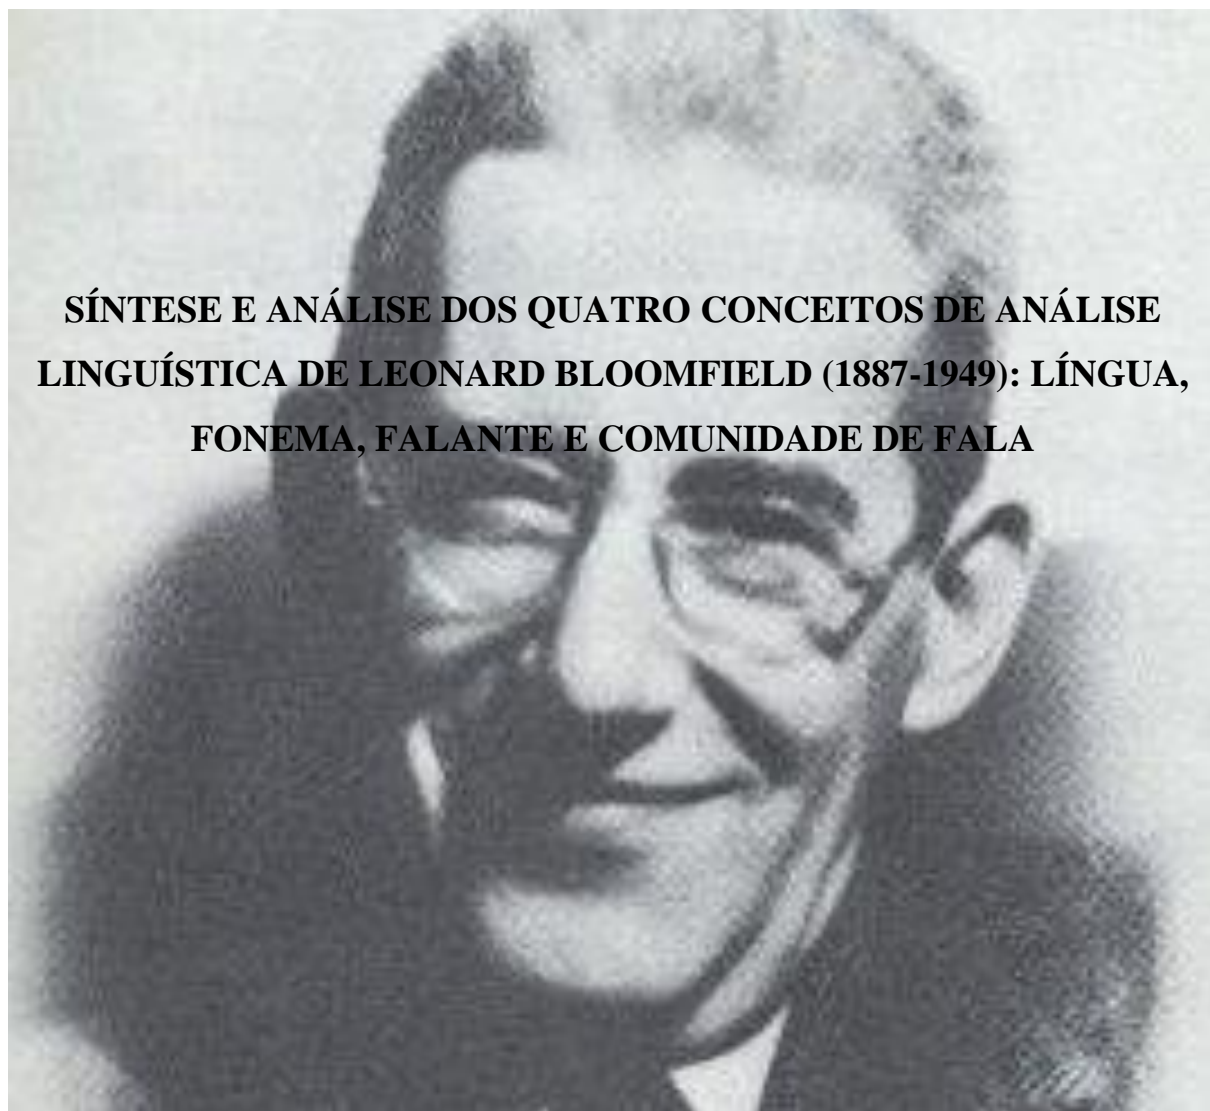 SÍNTESE E ANÁLISE DOS QUATRO CONCEITOS DE ANÁLISE
LINGUÍSTICA DE LEONARD BLOOMFIELD (1887-1949): LÍNGUA,
FONEMA, FALANTE E COMUNIDADE DE FALA